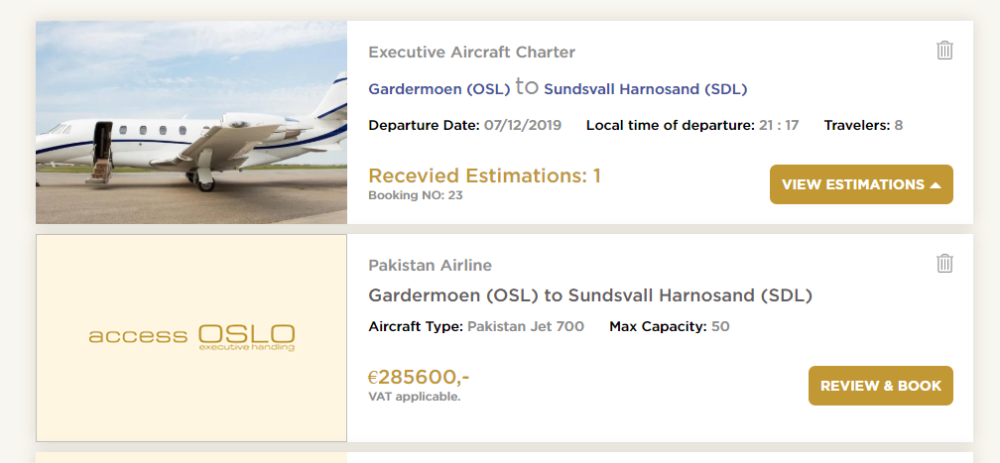 Executive Aircraft Charter
Gardermoen (OSL) to Sundsvall Harnosand (SDL)
Departure Date: 07/12/2019 Local time of departure: 21 : 17 Travelers: 8
Recevied Estimations: 1
Booking NO: 23
VIEW ESTIMATIONS
access OSLO
executive handling
Pakistan Airline
Gardermoen (OSL) to Sundsvall Harnosand (SDL)
Aircraft Type: Pakistan Jet 700 Max Capacity: 50
€285600,-
VAT applicable.
REVIEW & BOOK